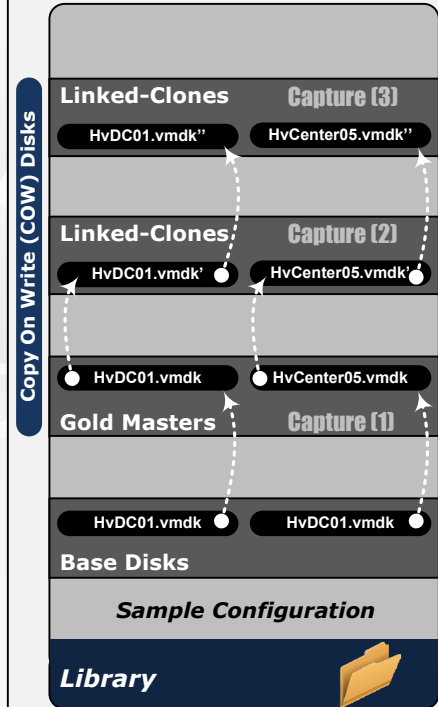 Copy On Write (COW) Disks
Linked-Clones Capture (3)
HvDC01.vmdk’’ HvCenter05.vmdk’’
Linked-Clones Capture (2)
HvDC01.vmdk’ HvCenter05.vmdk’
HvDC01.vmdk HvCenter05.vmdk
Gold Masters Capture (1)
HvDC01.vmdk HvDC01.vmdk
Base Disks
Sample Configuration
Library